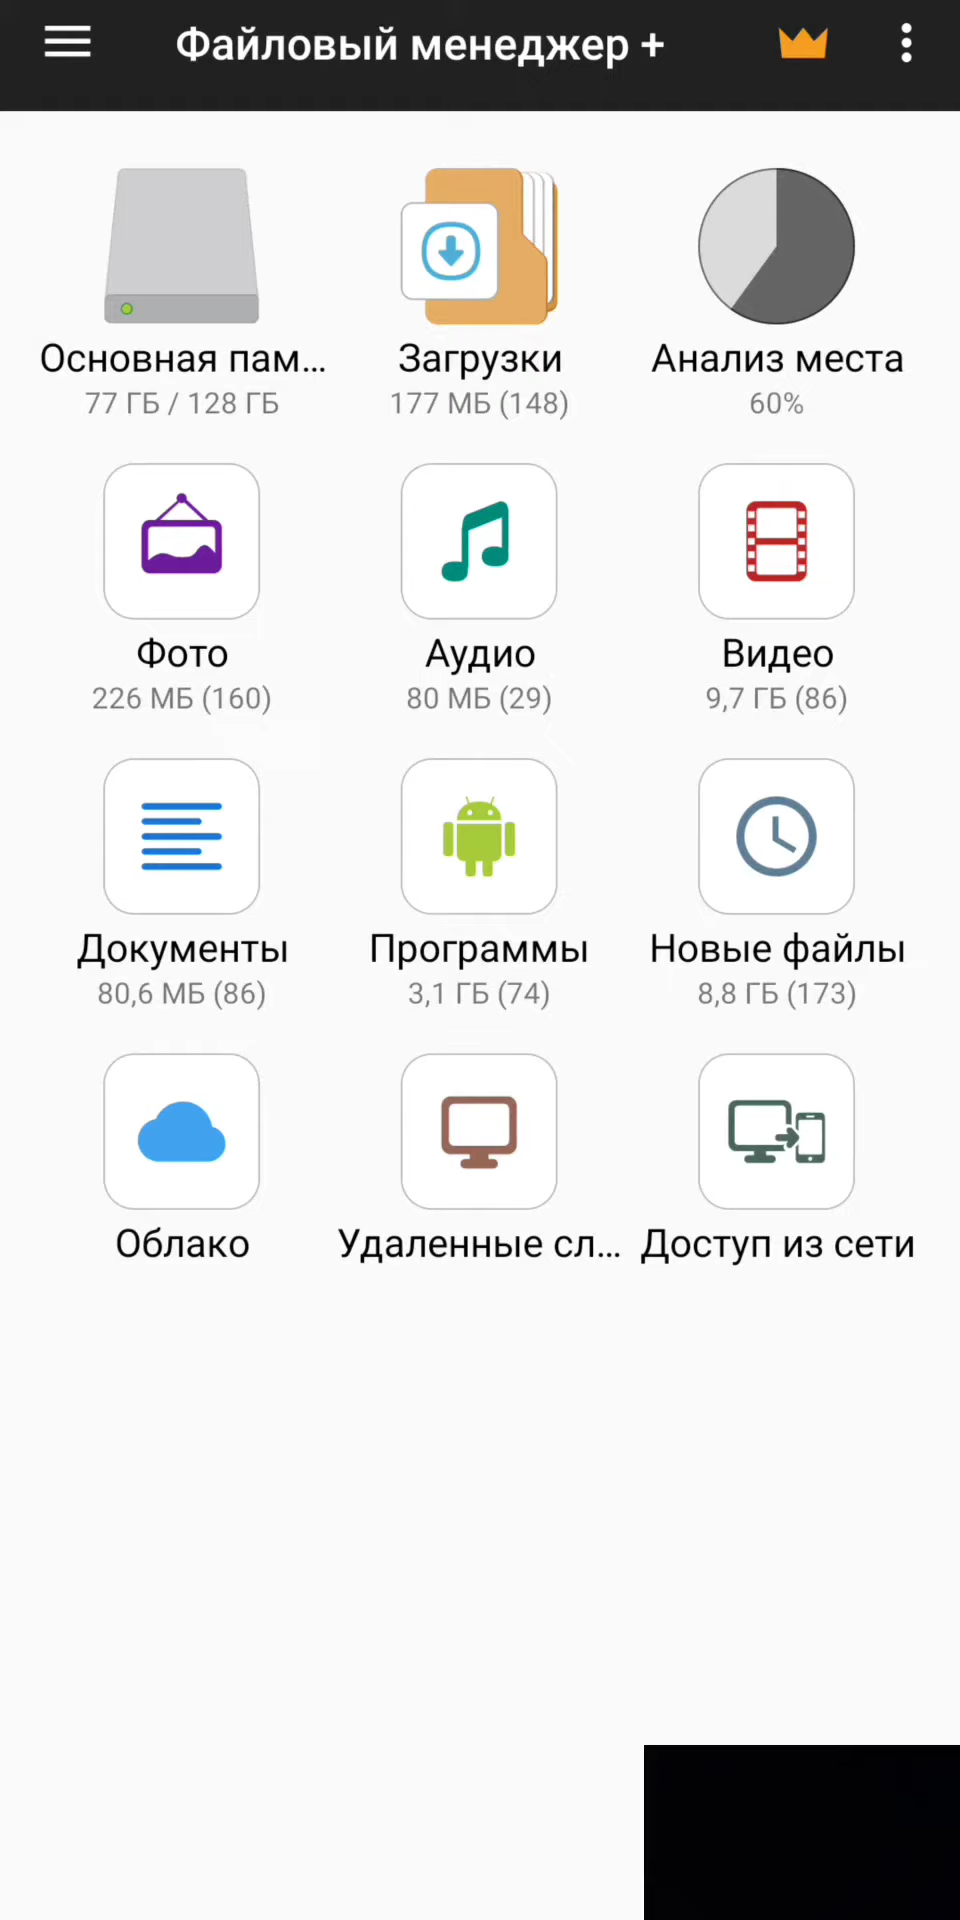 Файловый менеджер +
Основная пам...
Загрузки
Анализ места
77 ГБ / 128 ГБ
177 МБ (148)
60%
Фото
Аудио
Видео
226 МБ (160)
80 МБ (29)
9,7 ГБ (86)
Документы
Программы
Новые файлы
80,6 МБ (86)
3,1 ГБ (74)
8,8 ГБ (173)
Облако
Удаленные сл...
Доступ из сети